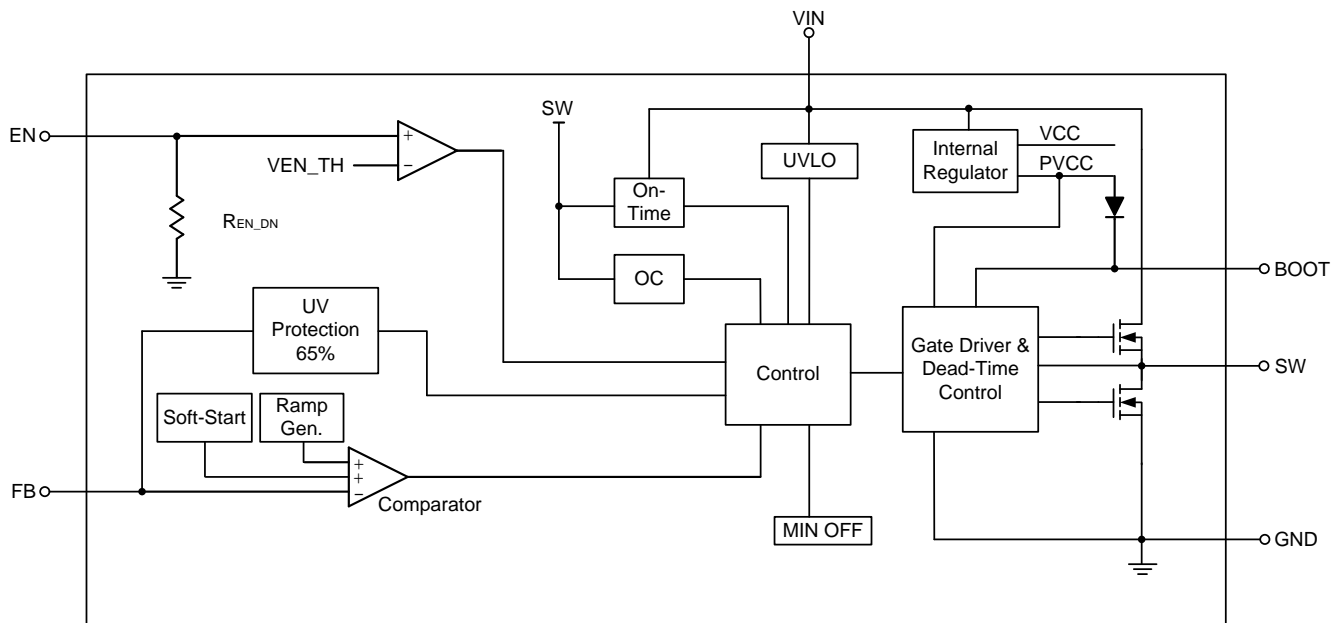 VIN
EN
+
−
VEN_TH
REN_DN
SW
On-
Time
OC
UVLO
Internal
Regulator
VCC
PVCC
BOOT
UV
Protection
65%
Control
Gate Driver &
Dead-Time
Control
SW
Soft-Start
Ramp
Gen.
+
+
−
FB
Comparator
MIN OFF
GND